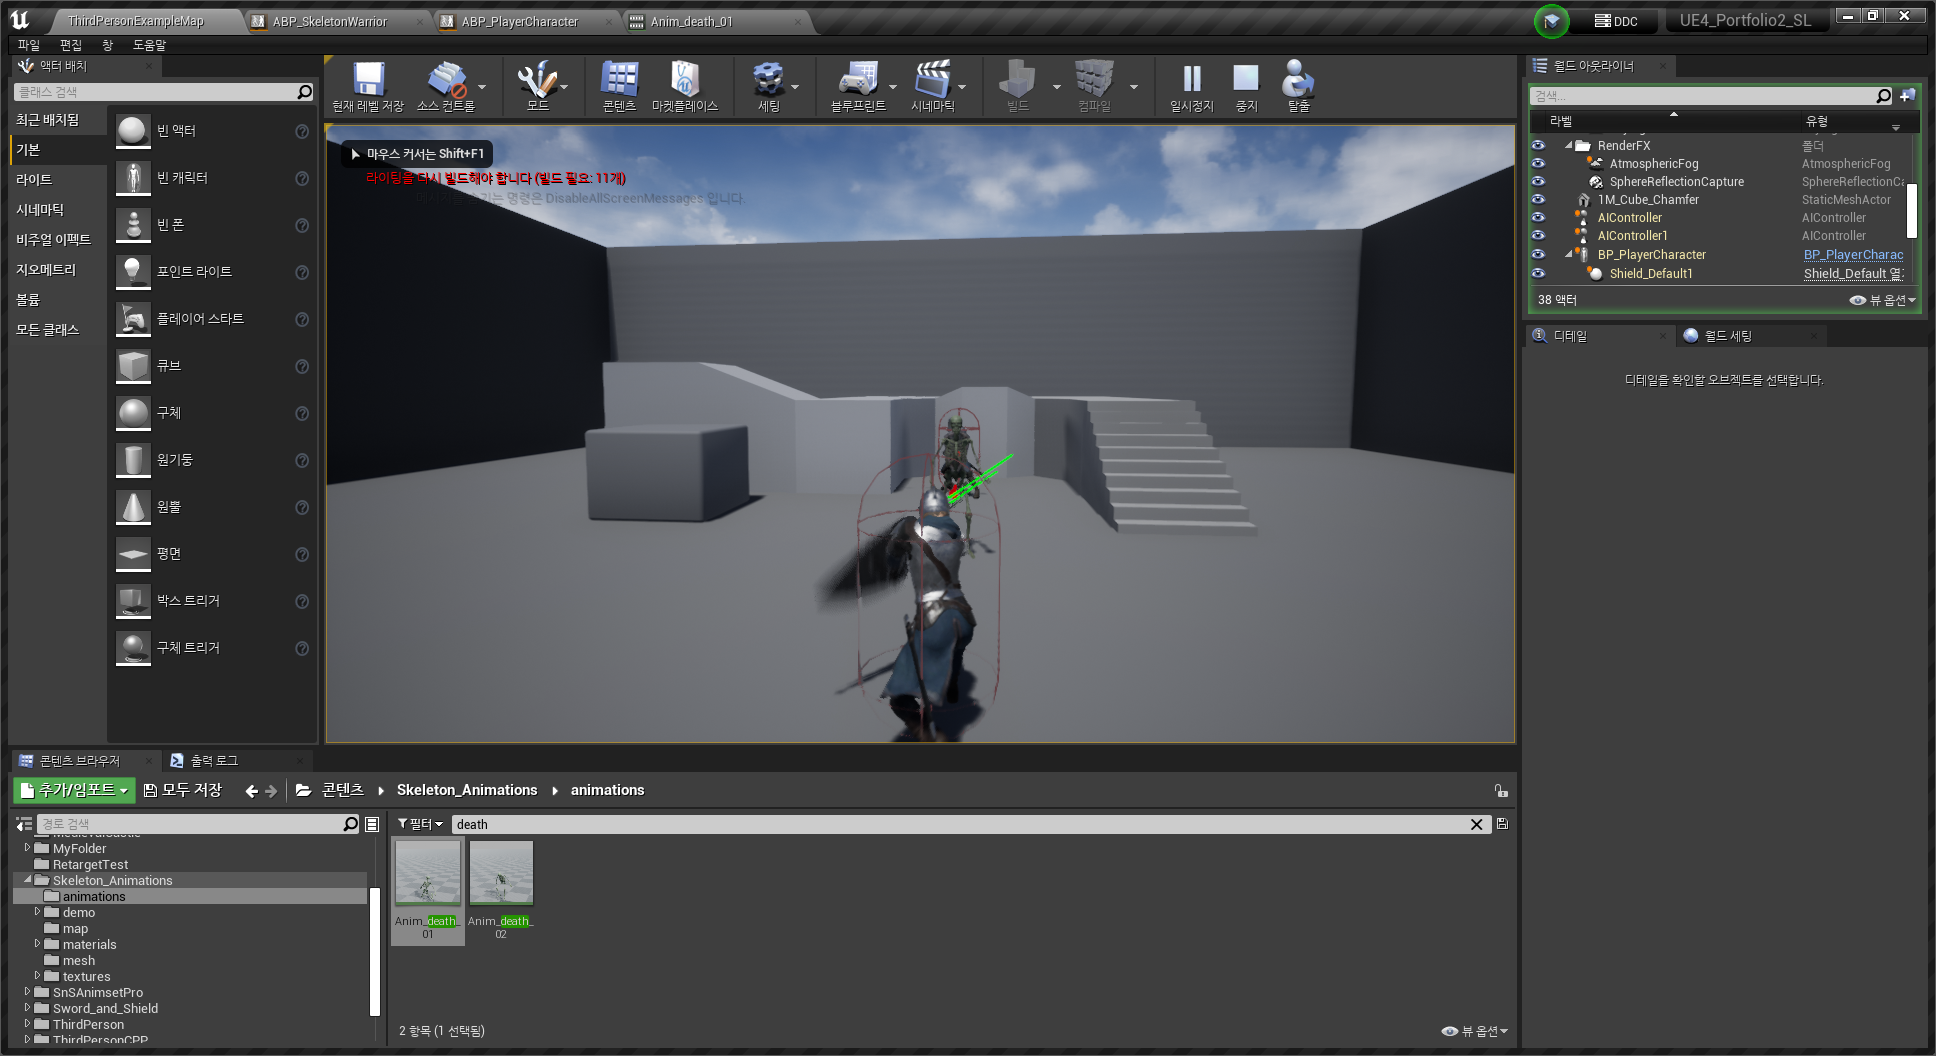 ThirdPersonExampleMap
ABP_SkeletonWarrior
ABP_PlayerCharacter
Anim_death_01
DDC
UE4_Portfolio2_SL
파일 편집 창 도움말
액터 배치
클래스 검색
최근 배치됨
기본
라이트
시네마틱
비주얼 이펙트
지오메트리
볼륨
모든 클래스
빈 액터
빈 캐릭터
빈 폰
포인트 라이트
플레이어 스타트
큐브
구체
원기둥
원뿔
평면
박스 트리거
구체 트리거
현재 레벨 저장
소스 컨트롤
모드
콘텐츠
마켓플레이스
세팅
블루프린트
시네마틱
빌드
컴파일
일시정지
중지
탈출
마우스 커서는 Shift+F1
라이팅을 다시 빌드해야 합니다 (빌드 필요: 11개)
명령은 DisableAllScreenMessages 입니다.
월드 아웃라이너
검색...
라벨 유형
RenderFX 폴더
AtmosphericFog AtmosphericFog
SphereReflectionCapture SphereReflectionCa
1M_Cube_Chamfer StaticMeshActor
AIController AIController
AIController1 AIController
BP_PlayerCharacter BP_PlayerCharac
Shield_Default1 Shield_Default 열기
38 액터
뷰 옵션
디테일
월드 세팅
디테일을 확인할 오브젝트를 선택합니다.
콘텐츠 브라우저
출력 로그
추가/임포트
모두 저장
콘텐츠
Skeleton_Animations
animations
경로 검색
필터
death
MedievalCastle
MyFolder
RetargetTest
Skeleton_Animations
animations
demo
map
materials
mesh
textures
SnSAnimsetPro
Sword_and_Shield
ThirdPerson
ThirdPersonCPP
Anim_death_
01
Anim_death_
02
2 항목 (1 선택됨)
뷰 옵션